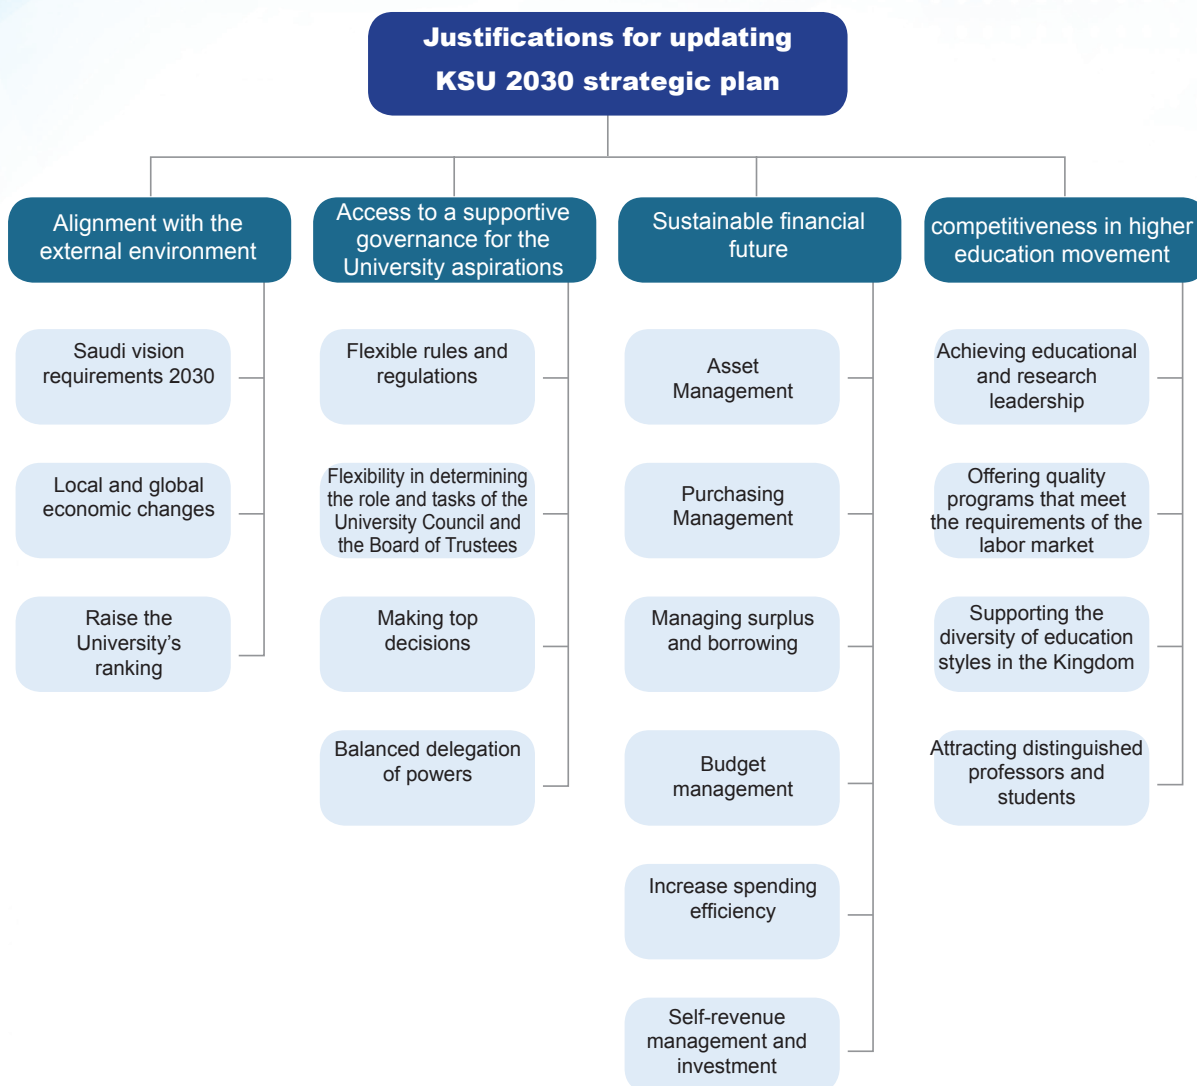 Justifications for updating
KSU 2030 strategic plan
Alignment with the
external environment
Saudi vision
requirements 2030
Local and global
economic changes
Raise the
University's
ranking
Access to a supportive
governance for the
University aspirations
Flexible rules and
regulations
Flexibility in determining
the role and tasks of the
University Council and
the Board of Trustees
Making top
decisions
Balanced delegation
of powers
Sustainable financial
future
Asset
Management
Purchasing
Management
Managing surplus
and borrowing
Budget
management
Increase spending
efficiency
Self-revenue
management and
investment
competitiveness in higher
education movement
Achieving educational
and research
leadership
Offering quality
programs that meet
the requirements of the
labor market
Supporting the
diversity of education
styles in the Kingdom
Attracting distinguished
professors and
students